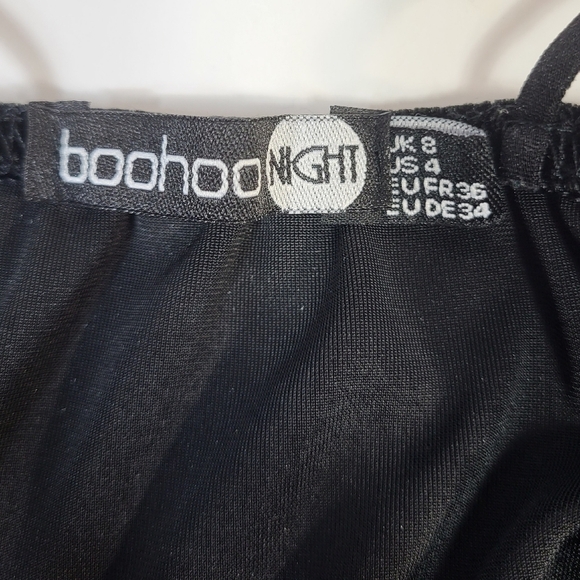 boohoo NIGHT
UK 8
US 4
EU FR 36
EU DE 34